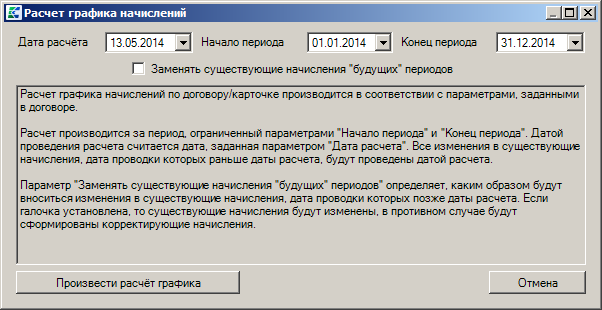 Расчет графика начислений
Дата расчёта 13.05.2014 Начало периода 01.01.2014 Конец периода 31.12.2014
Заменять существующие начисления "будущих" периодов
Расчет графика начислений по договору/карточке производится в соответствии с параметрами, заданными
в договоре.
Расчет производится за период, ограниченный параметрами "Начало периода" и "Конец периода". Датой
проведения расчета считается дата, заданная параметром "Дата расчета". Все изменения в существующие
начисления, дата проводки которых раньше даты расчета, будут проведены датой расчета.
Параметр "Заменять существующие начисления "будущих" периодов" определяет, каким образом будут
вноситься изменения в существующие начисления, дата проводки которых позже даты расчета. Если
галочка установлена, то существующие начисления будут изменены, в противном случае будут
сформированы корректирующие начисления.
Произвести расчёт графика Отмена